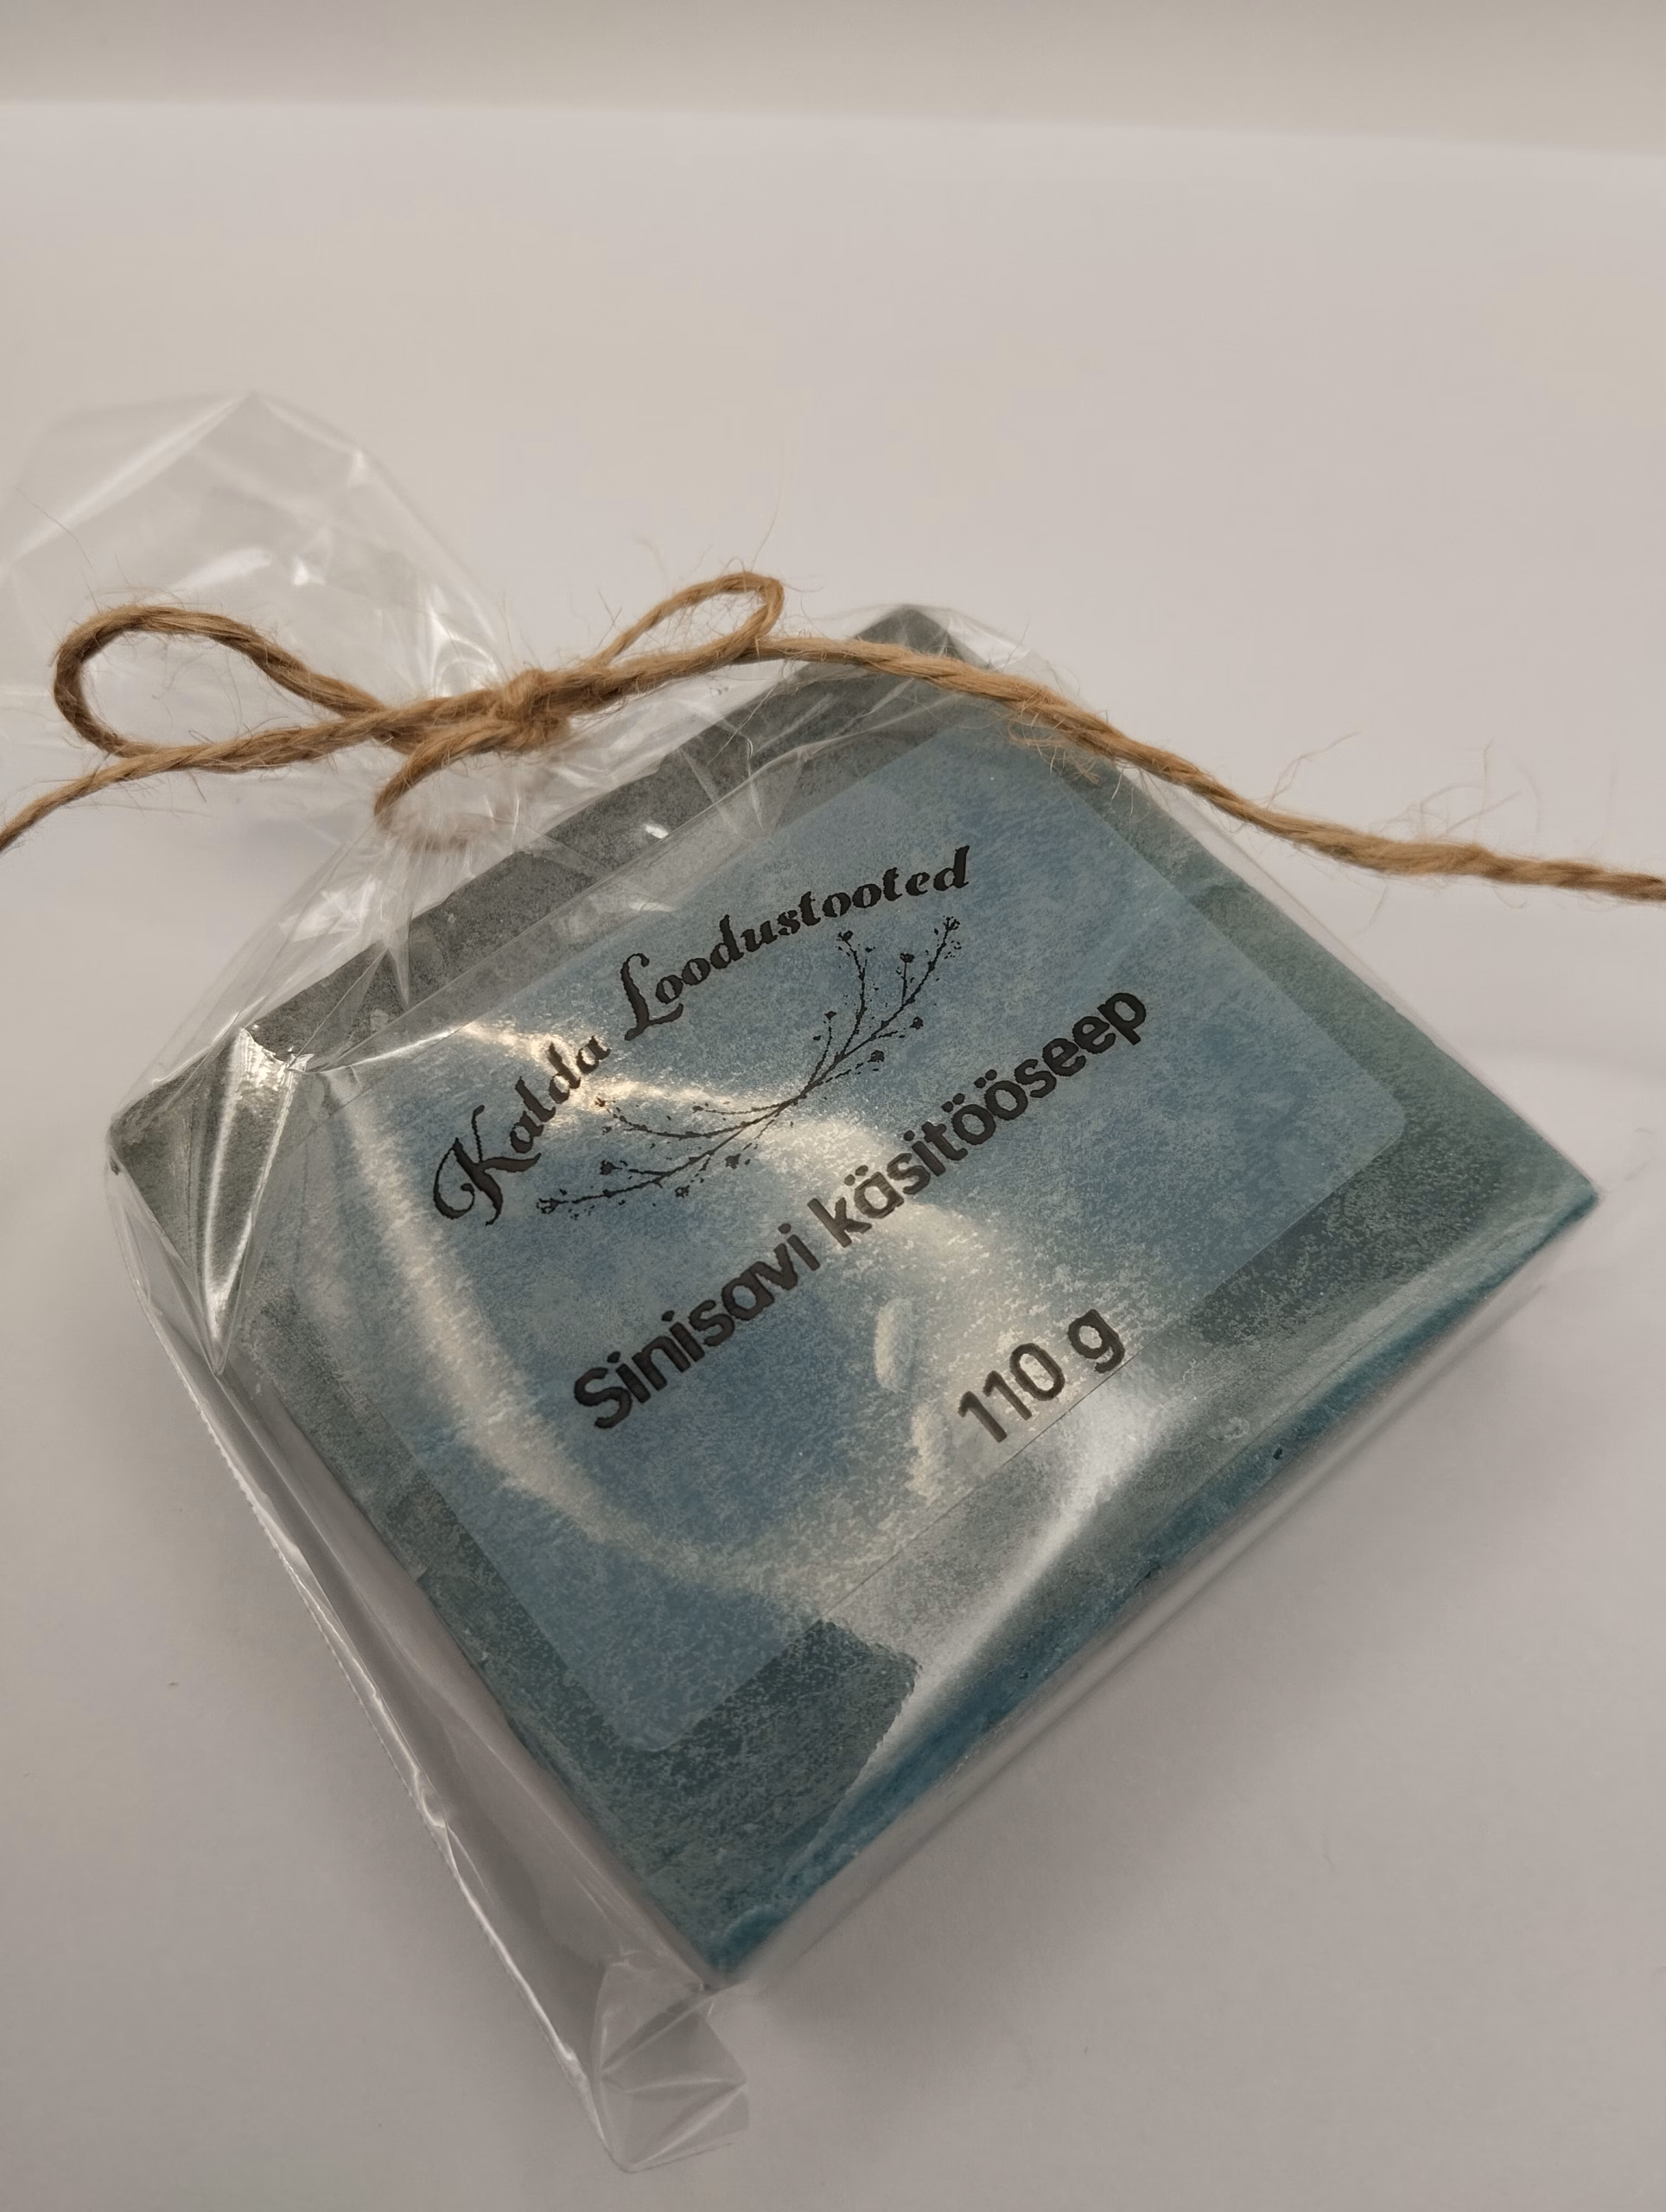 Kalda Loodustooted
Sinisavi käsitööseep
110 g